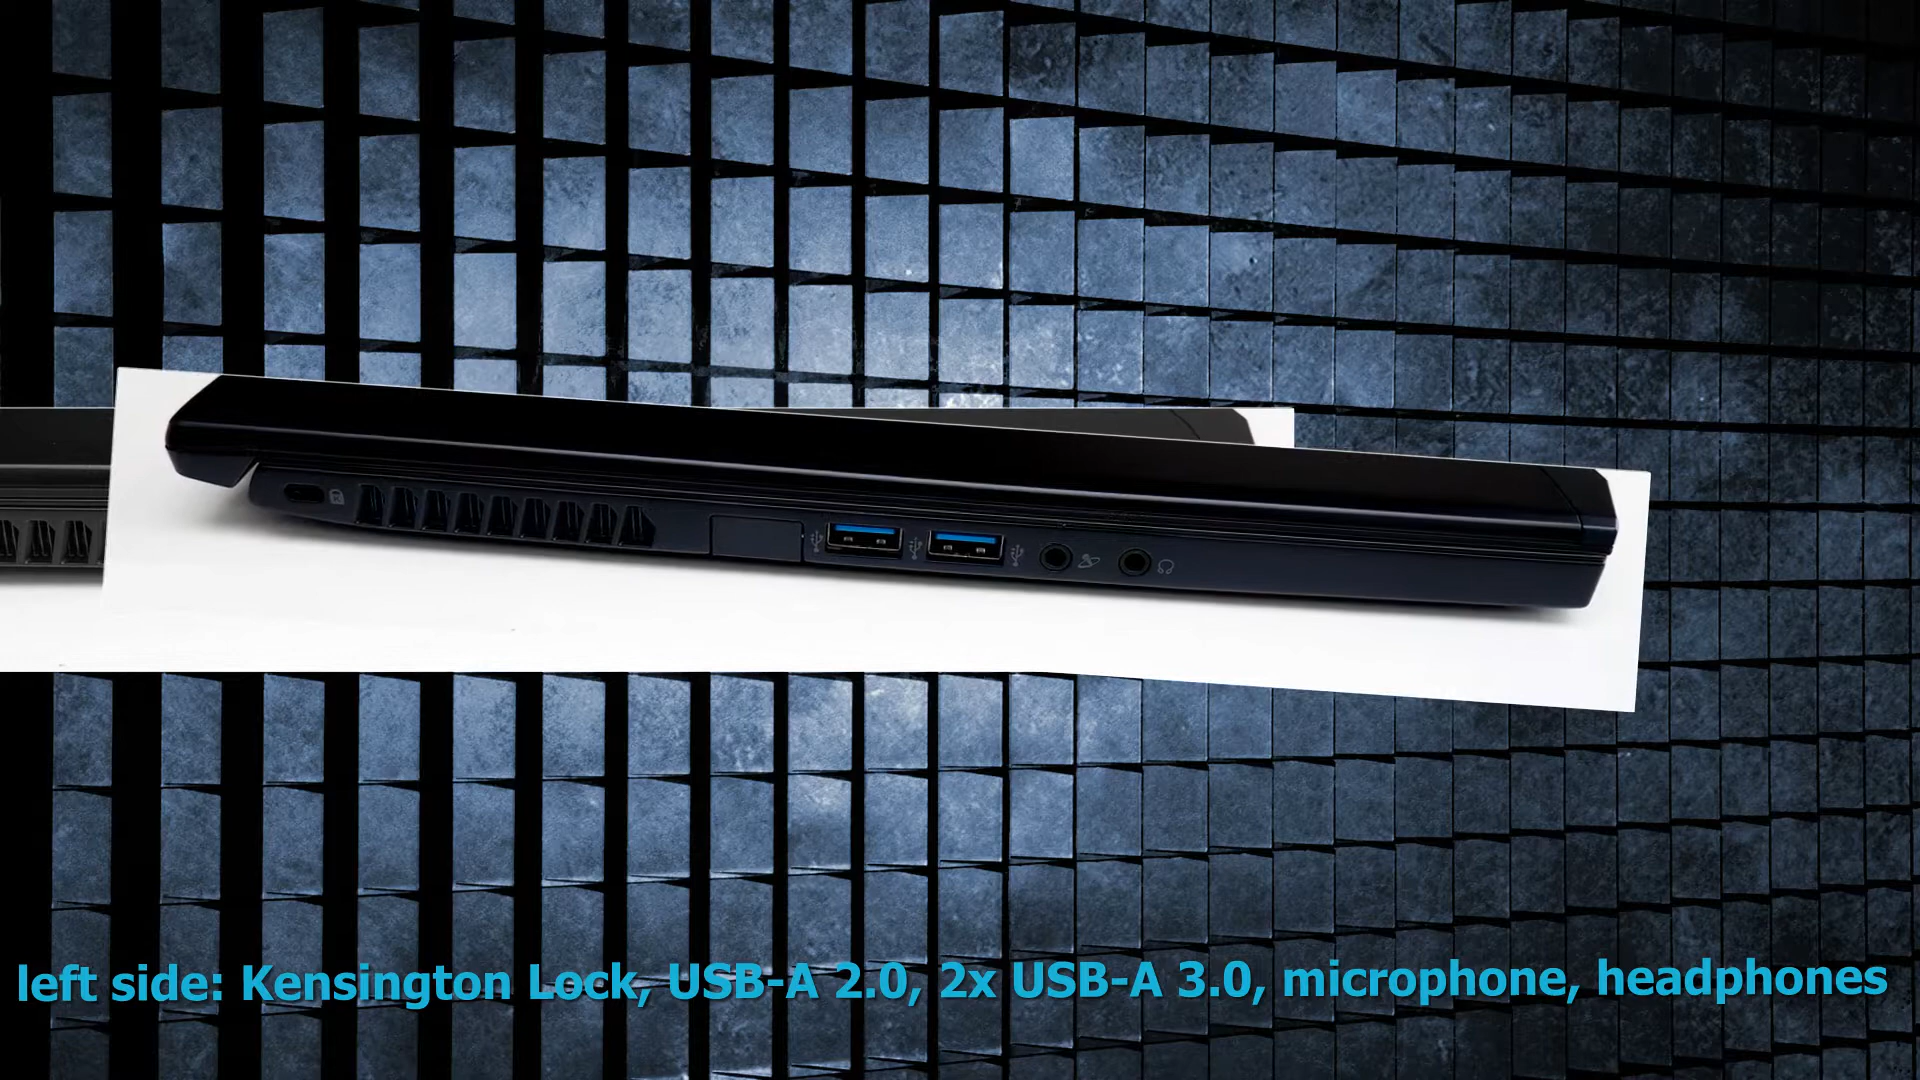 left side: Kensington Lock, USB-A 2.0, 2x USB-A 3.0, microphone, headphones